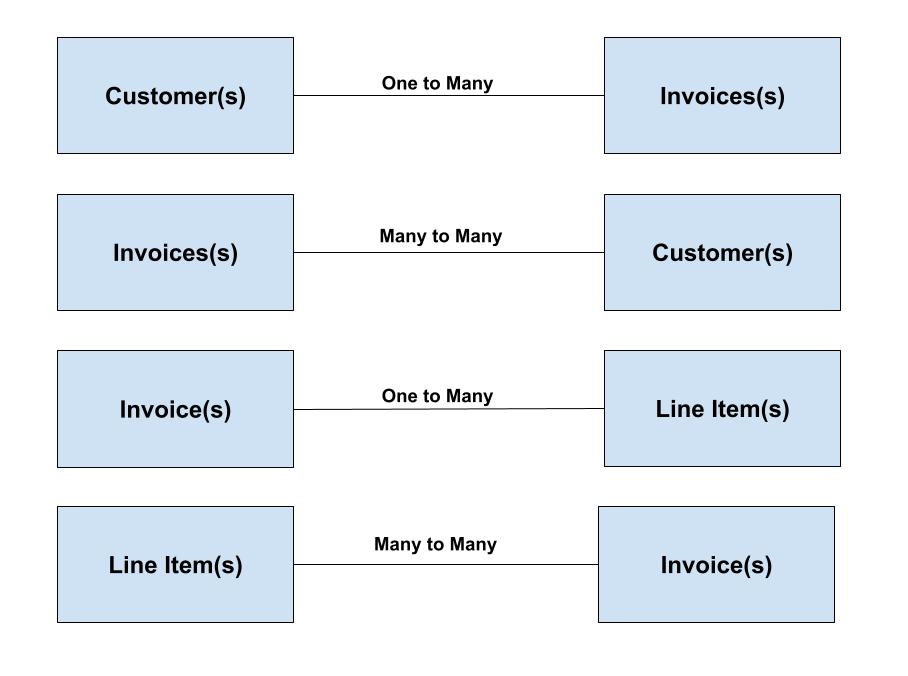 Customer(s)
One to Many
Invoices(s)
Invoices(s)
Many to Many
Customer(s)
Invoice(s)
One to Many
Line Item(s)
Line Item(s)
Many to Many
Invoice(s)